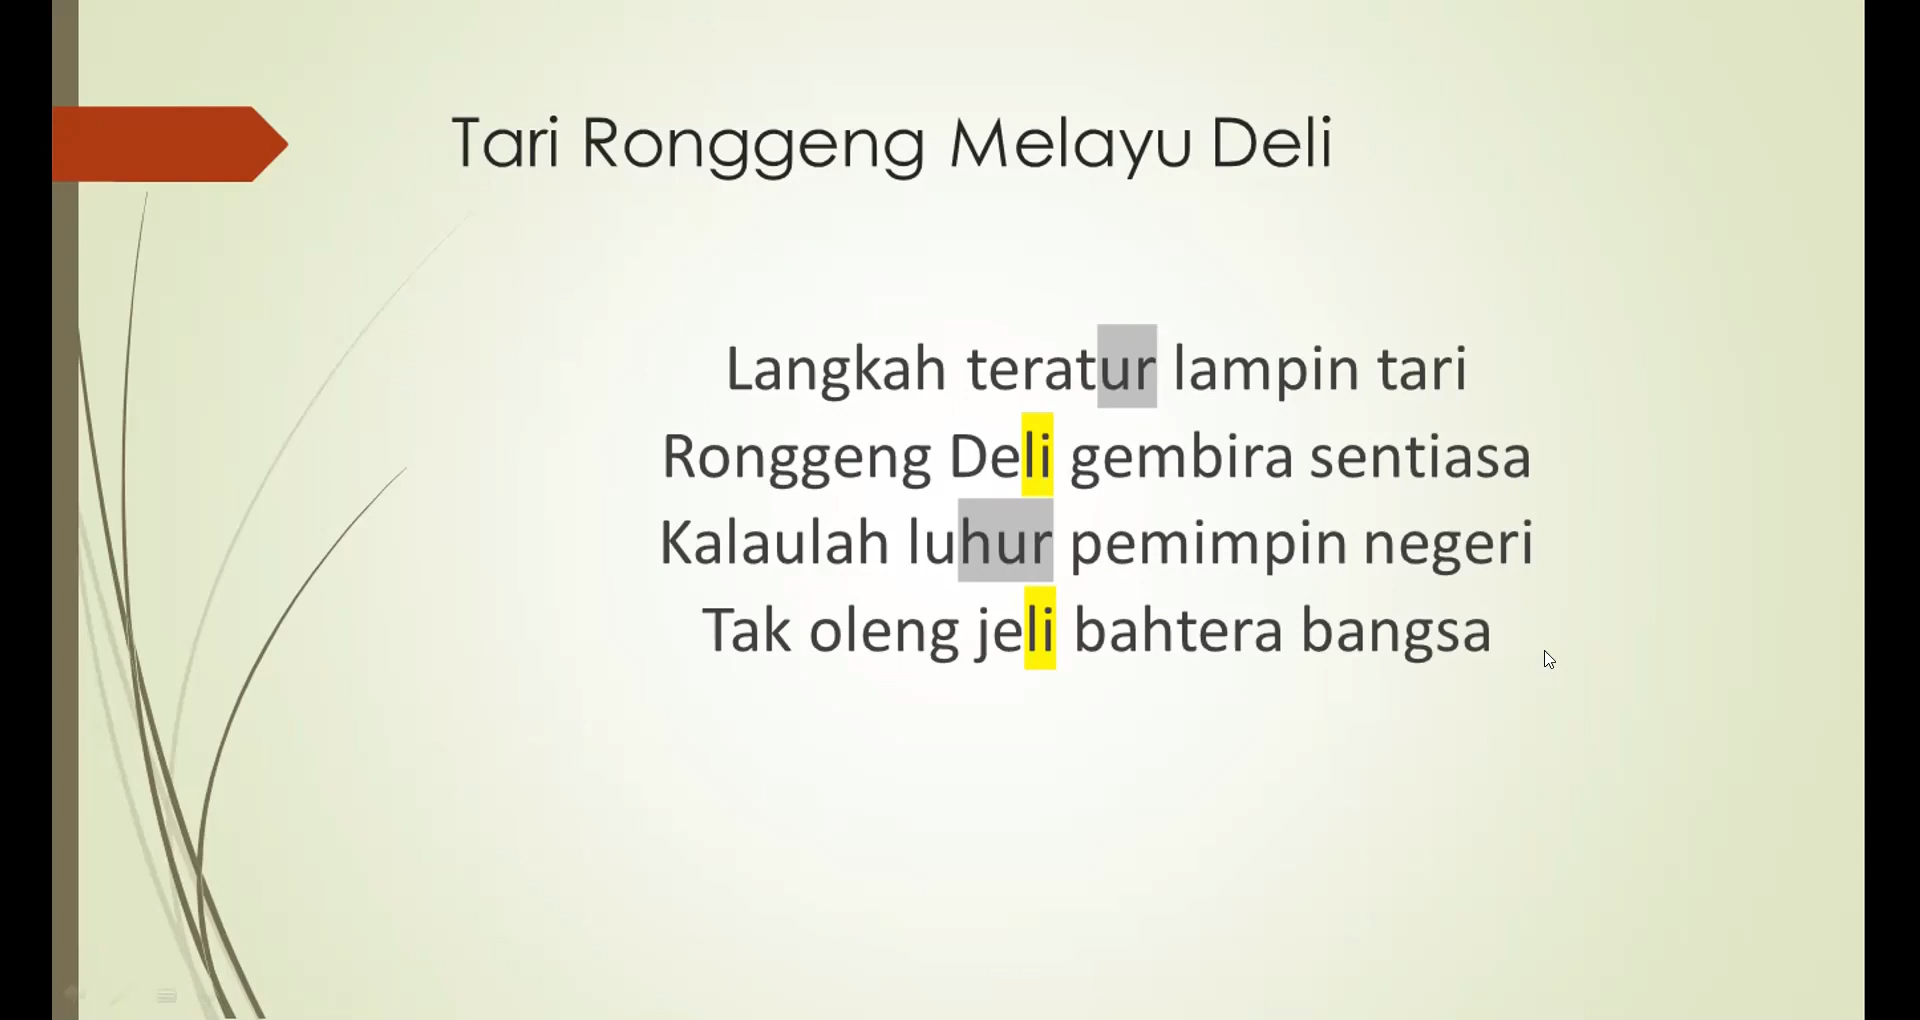 Tari Ronggeng Melayu Deli
Langkah teratur lampin tari
Ronggeng Deli gembira sentiasa
Kalaulah luhur pemimpin negeri
Tak oleng jeli bahtera bangsa